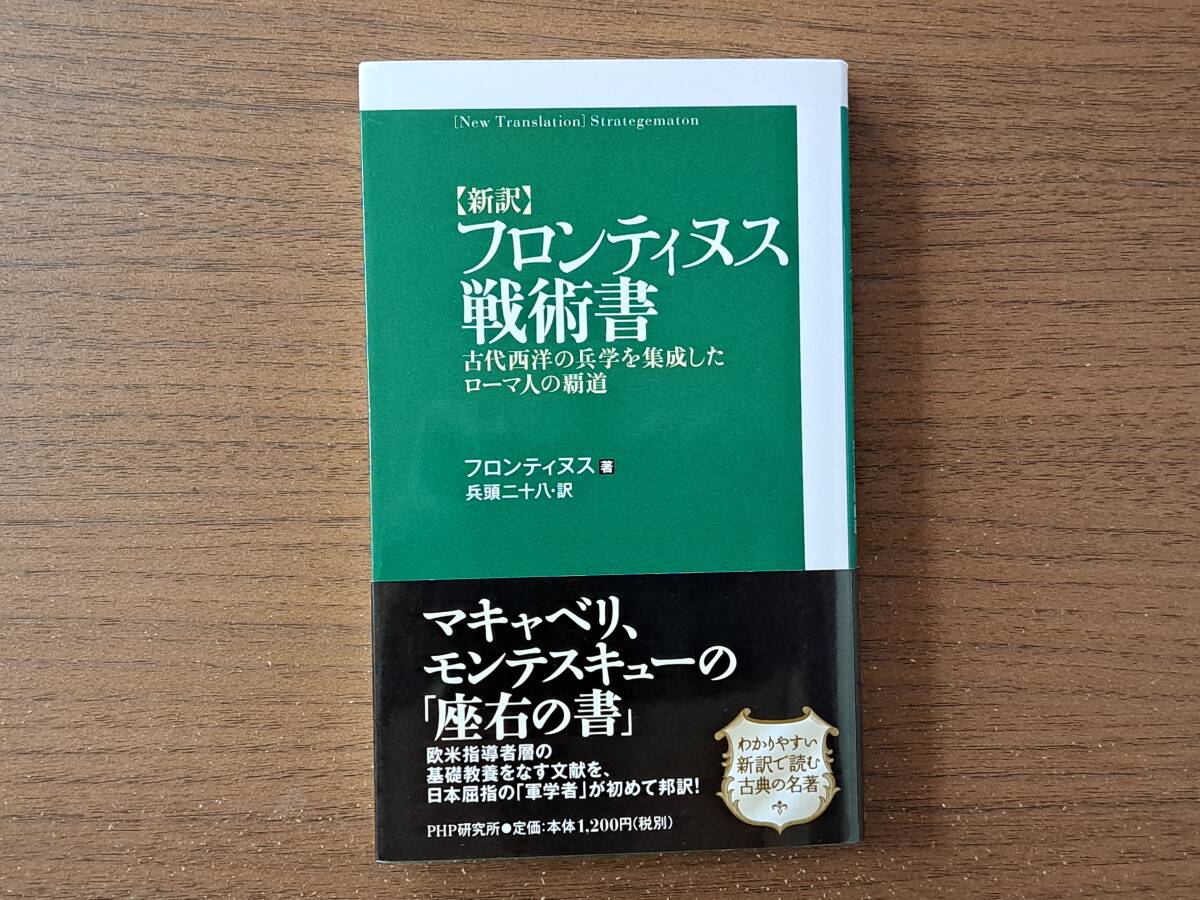 [New Translation] Strategematon
【新訳】
フロンティヌス
戦術書
古代西洋の兵学を集成した
ローマ人の覇道
フロンティヌス 著
兵頭二十八・訳
マキャベリ、
モンテスキューの
「座右の書」
欧米指導者層の
基礎教養をなす文献を、
日本屈指の「軍学者」が初めて邦訳!
PHP研究所●定価:本体1,200円(税別)
わかりやすい
新訳で読む
古典の名著